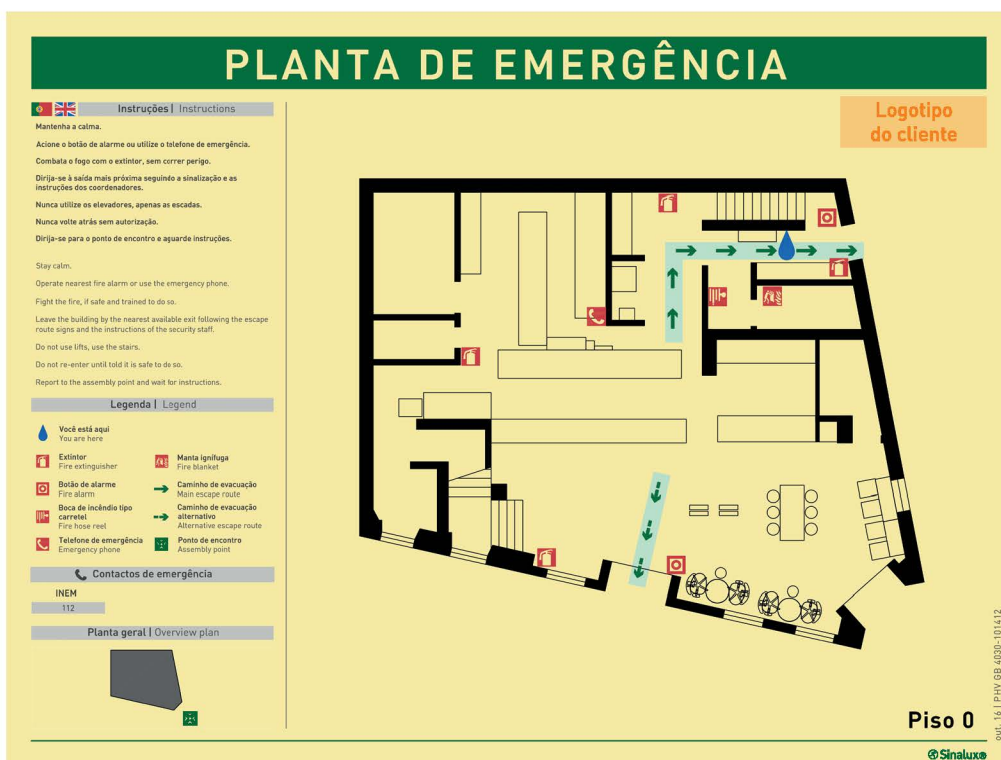 PLANTA DE EMERGÊNCIA
Instruções | Instructions
Mantenha a calma.
Acione o botão de alarme ou utilize o telefone de emergência.
Combata o fogo com o extintor, sem correr perigo.
Dirija-se à saída mais próxima seguindo a sinalização e as
instruções dos coordenadores.
Nunca utilize os elevadores, apenas as escadas.
Nunca volte atrás sem autorização.
Dirija-se para o ponto de encontro e aguarde instruções.
Stay calm.
Operate nearest fire alarm or use the emergency phone.
Fight the fire, if safe and trained to do so.
Leave the building by the nearest available exit following the escape
route signs and the instructions of the security staff.
Do not use lifts, use the stairs.
Do not re-enter until told it is safe to do so.
Report to the assembly point and wait for instructions.
Legenda | Legend
Você está aqui
You are here
Extintor
Fire extinguisher
Manta ignífuga
Fire blanket
Botão de alarme
Fire alarm
Caminho de evacuação
Main escape route
Boca de incêndio tipo
carretel
Fire hose reel
Caminho de evacuação
alternativo
Alternative escape route
Telefone de emergência
Emergency phone
Ponto de encontro
Assembly point
Contactos de emergência
INEM
112
Planta geral | Overview plan
Logotipo
do cliente
Piso 0
out. 16 | PHV GB 4030-101412
Sinalux®